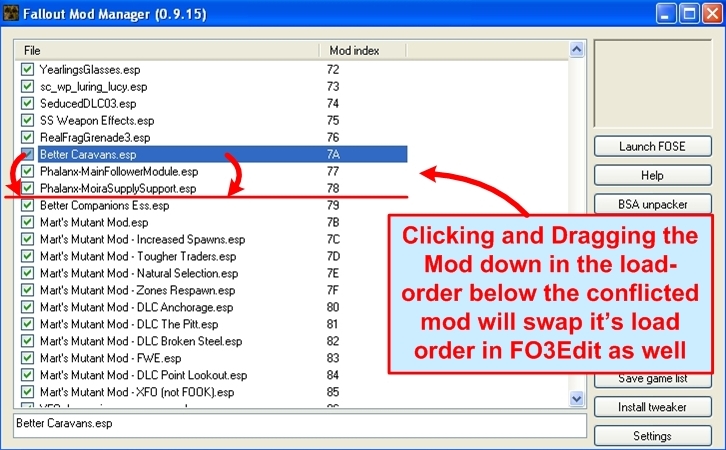 Fallout Mod Manager (0.9.15)
File Mod index
YearlingsGlasses.esp 72
sc_wp_luring_lucy.esp 73
SeducedDLC03.esp 74
SS Weapon Effects.esp 75
RealFragGrenade3.esp 76
Better Caravans.esp 7A
Phalanx-MainFollowerModule.esp 77
Phalanx-MoiraSupplySupport.esp 78
Better Companions Ess.esp 79
Mart's Mutant Mod.esp 7B
Mart's Mutant Mod - Increased Spawns.esp 7C
Mart's Mutant Mod - Tougher Traders.esp 7D
Mart's Mutant Mod - Natural Selection.esp 7E
Mart's Mutant Mod - Zones Respawn.esp 7F
Mart's Mutant Mod - DLC Anchorage.esp 80
Mart's Mutant Mod - DLC The Pitt.esp 81
Mart's Mutant Mod - DLC Broken Steel.esp 82
Mart's Mutant Mod - FWE.esp 83
Mart's Mutant Mod - DLC Point Lookout.esp 84
Mart's Mutant Mod - XFO (not FOOK).esp 85
Better Caravans.esp
Launch FOSE
Help
BSA unpacker
Clicking and Dragging the
Mod down in the load-
order below the conflicted
mod will swap it's load
order in FO3Edit as well
Save game list
Install tweaker
Settings